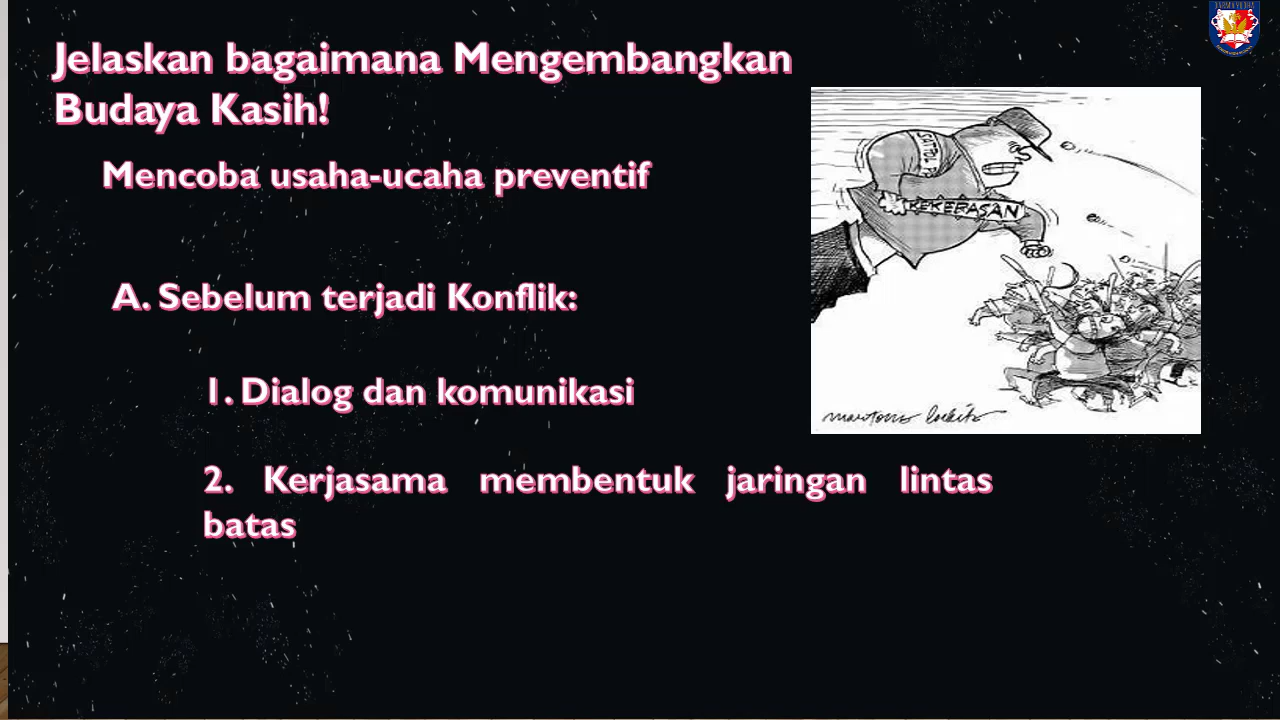 Jelaskan bagaimana Mengembangkan
Budaya Kasih!
Mencoba usaha-ucaha preventif
A. Sebelum terjadi Konflik:
1. Dialog dan komunikasi
2. Kerjasama membentuk jaringan lintas
batas
KEKERASAN